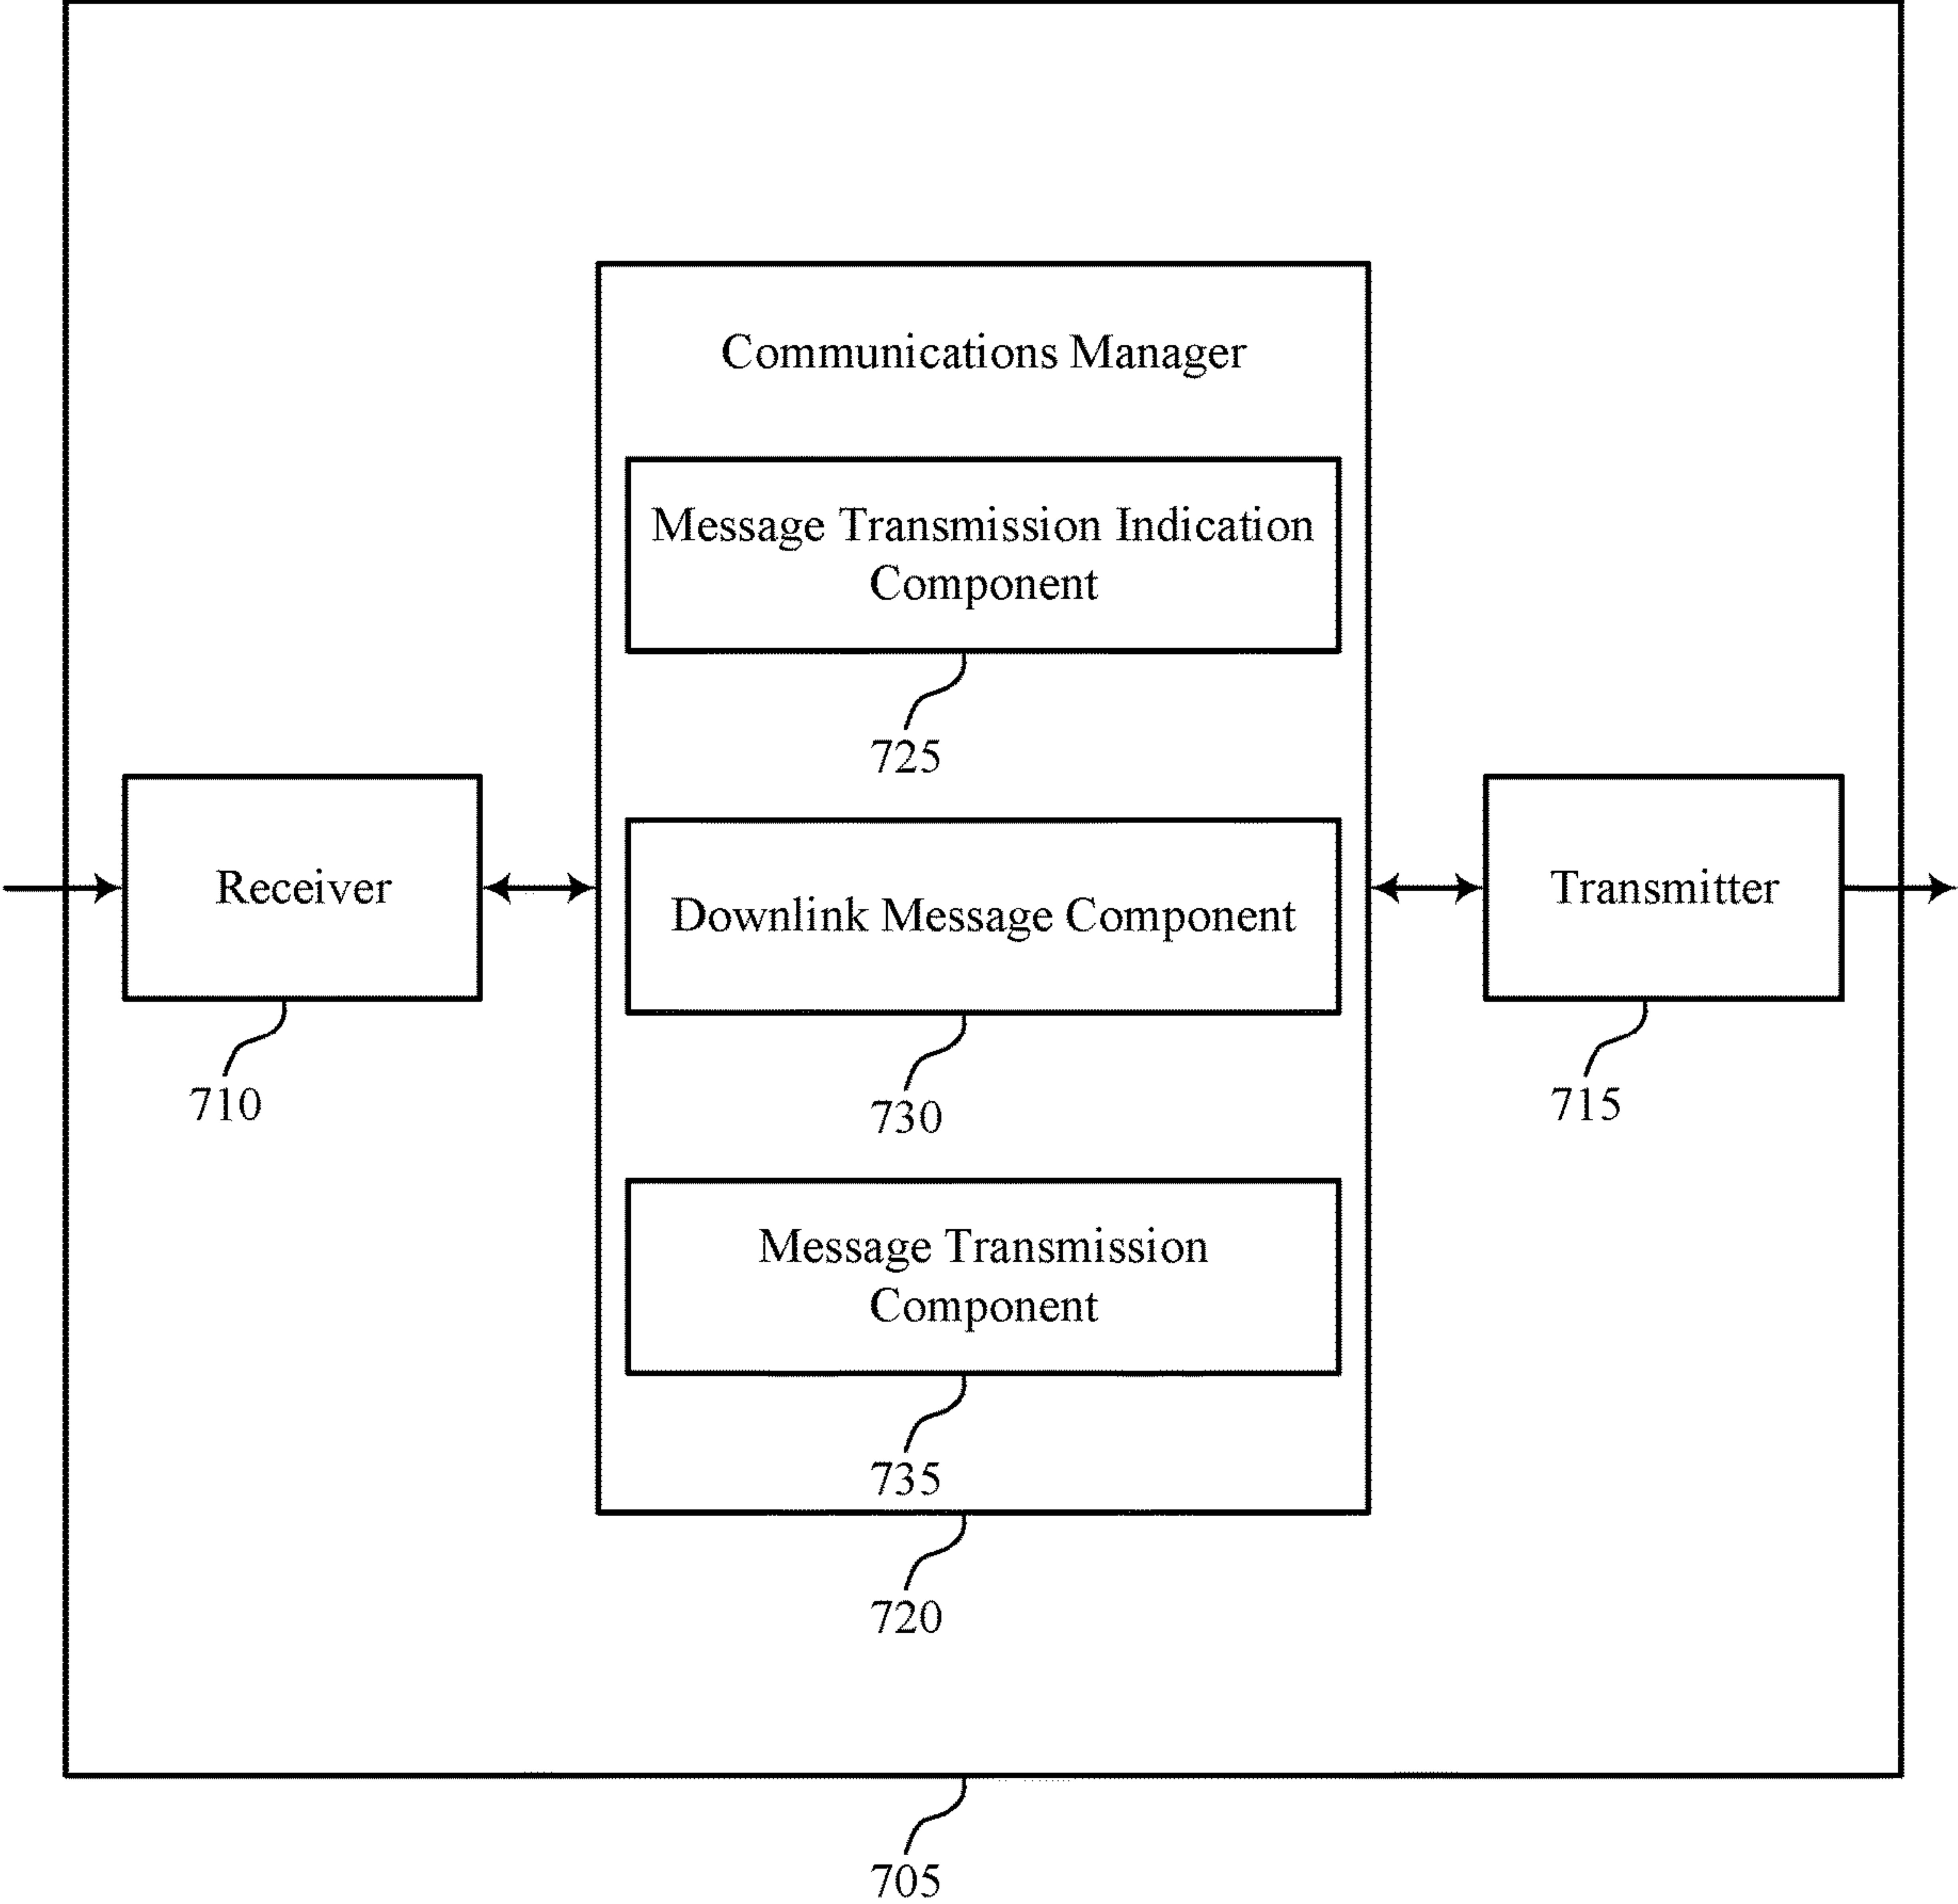 Communications Manager
Message Transmission Indication
Component
725
Receiver
710
Downlink Message Component
730
Transmitter
715
Message Transmission
Component
735
720
705